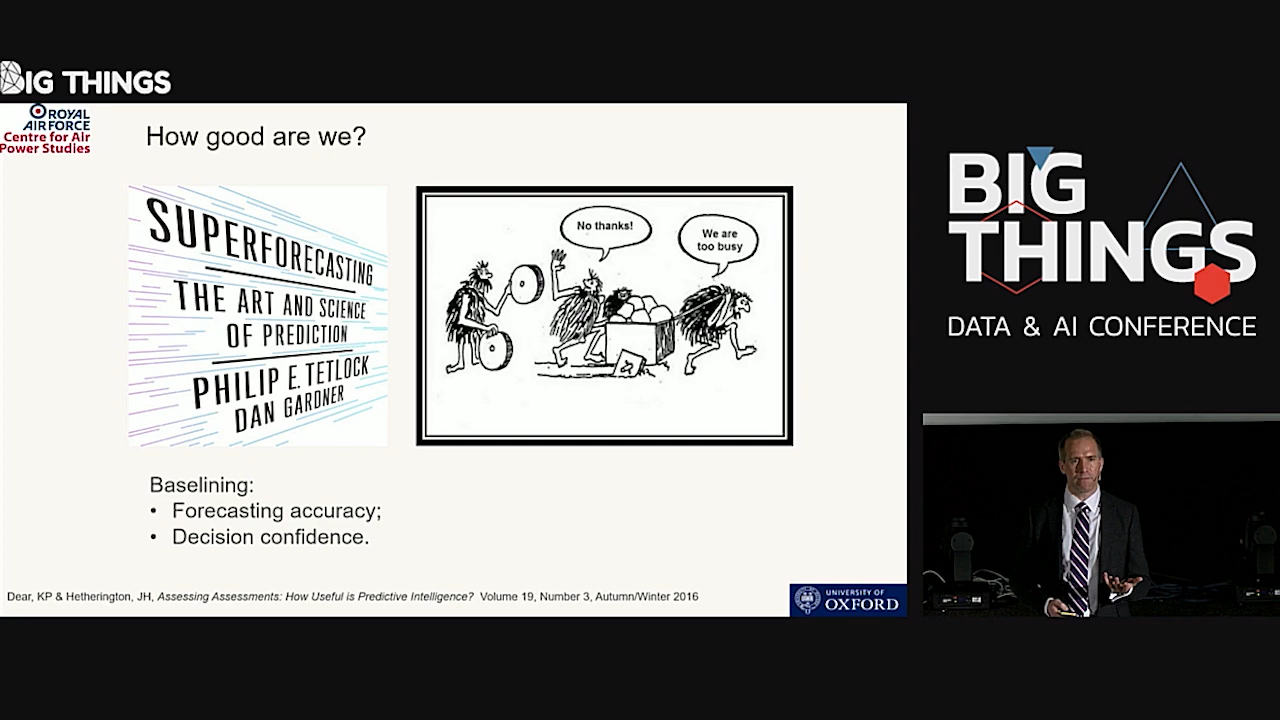 BIG THINGS
ROYAL
AIR FORCE
Centre for Air
Power Studies
How good are we?
SUPERFORECASTING
THE ART AND SCIENCE
OF PREDICTION
PHILIP E. TETLOCK
DAN GARDNER
No thanks!
We are
too busy
Baselining:
• Forecasting accuracy;
• Decision confidence.
Dear, KP & Hetherington, JH, Assessing Assessments: How Useful is Predictive Intelligence? Volume 19, Number 3, Autumn/Winter 2016
UNIVERSITY OF
OXFORD
BIG
THINGS
DATA & AI CONFERENCE